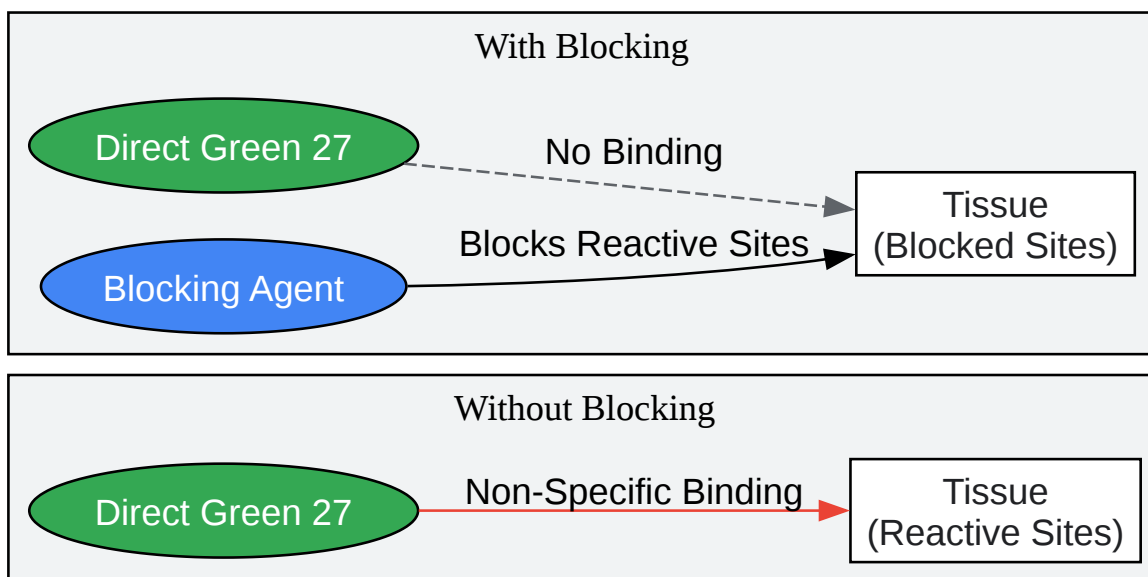 With Blocking
Direct Green 27
No Binding
Tissue
(Blocked Sites)
Blocks Reactive Sites
Blocking Agent
Without Blocking
Direct Green 27
Non-Specific Binding
Tissue
(Reactive Sites)